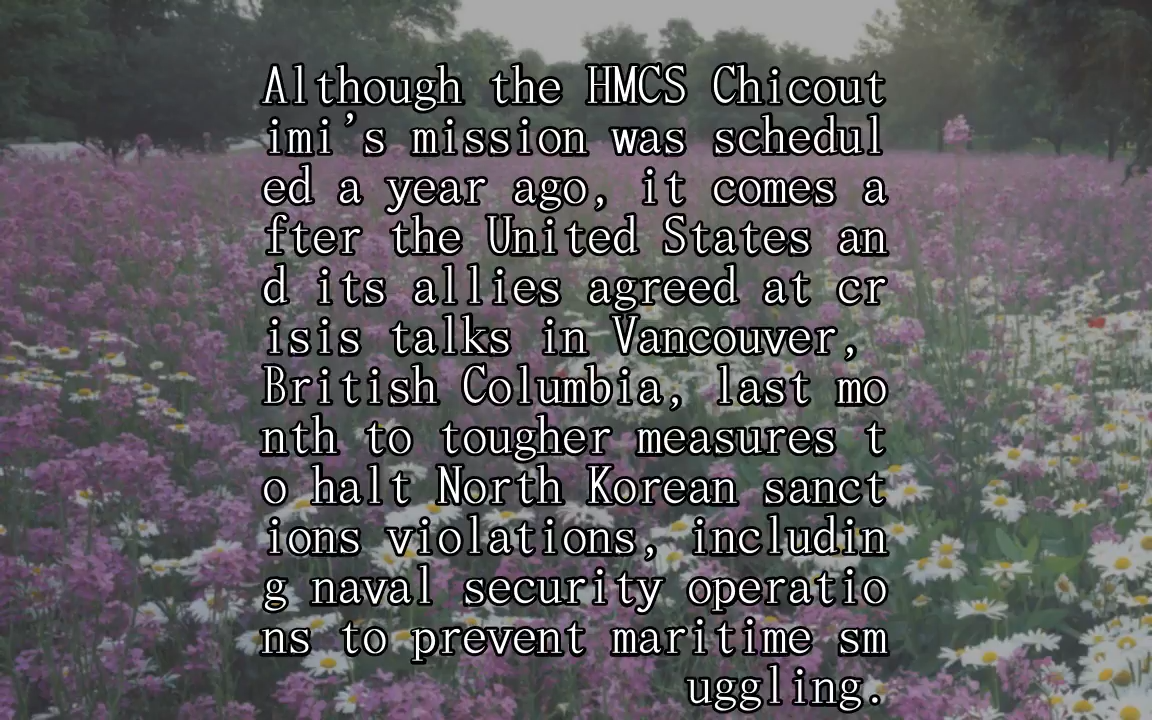 Although the HMCS Chicout
imi’s mission was schedul
ed a year ago, it comes a
fter the United States an
d its allies agreed at cr
isis talks in Vancouver,
British Columbia, last mo
nth to tougher measures t
o halt North Korean sanct
ions violations, includin
g naval security operatio
ns to prevent maritime sm
uggling.